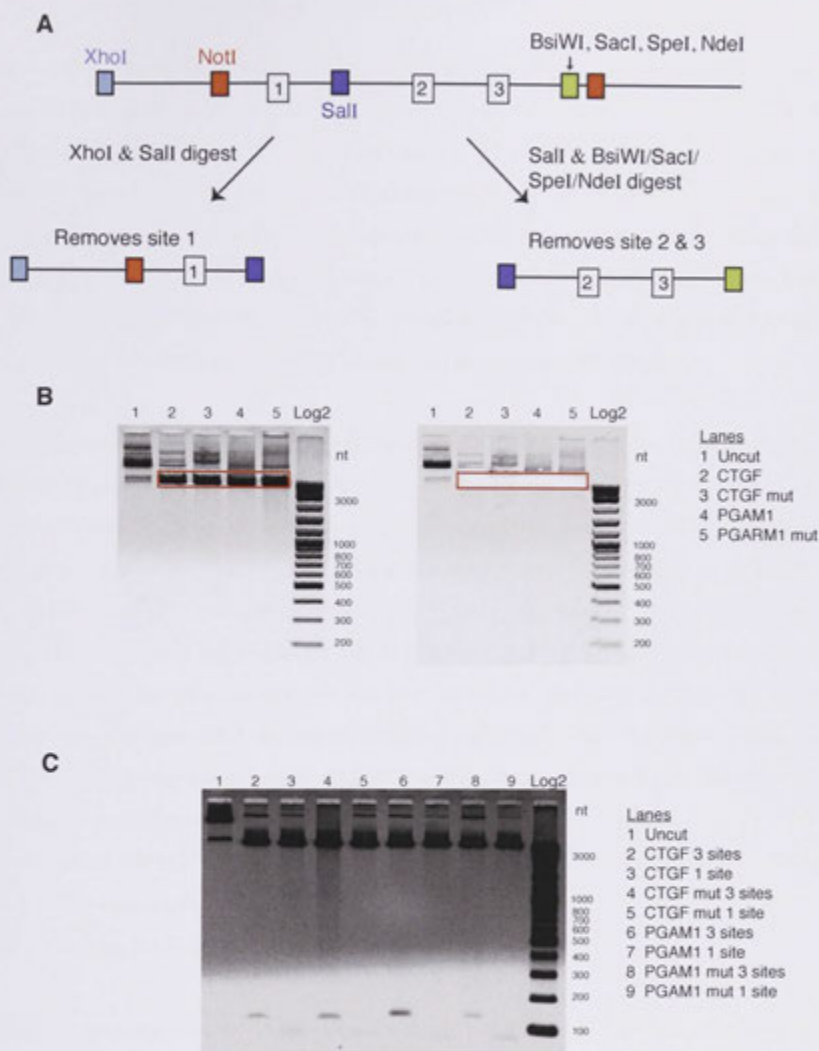 A
XhoI
NotI
BsiWI, SacI, SpeI, NdeI
1
2
3
SalI
XhoI & SalI digest
SalI & BsiWI/SacI/
SpeI/NdeI digest
Removes site 1
Removes site 2 & 3
1
2
3
B
1 2 3 4 5 Log2
nt
3000
1000
800
700
600
500
400
300
200
1 2 3 4 5 Log2
nt
3000
1000
800
700
600
500
400
300
200
Lanes
1 Uncut
2 CTGF
3 CTGF mut
4 PGAM1
5 PGARM1 mut
C
1 2 3 4 5 6 7 8 9 Log2
nt
3000
1000
800
700
600
500
400
300
200
100
Lanes
1 Uncut
2 CTGF 3 sites
3 CTGF 1 site
4 CTGF mut 3 sites
5 CTGF mut 1 site
6 PGAM1 3 sites
7 PGAM1 1 site
8 PGAM1 mut 3 sites
9 PGAM1 mut 1 site